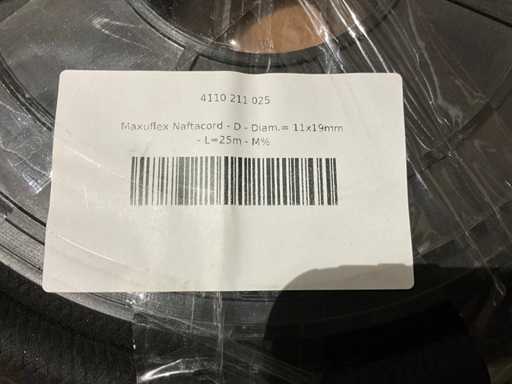 4110 211 025
Maxuflex Naftacord - D - Diam.= 11x19mm
- L=25m - M%